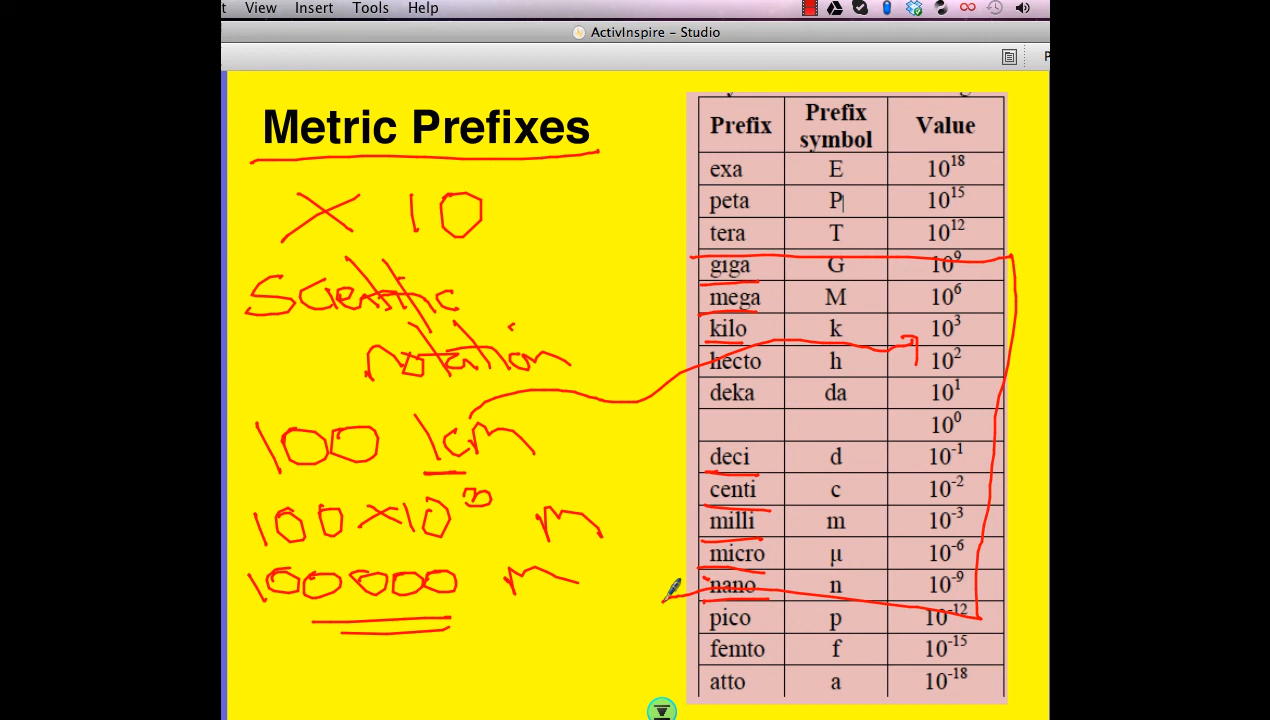 View Insert Tools Help
ActivInspire – Studio
P
Metric Prefixes
X 10
Scientific
notation
100 km
100 ×10³ m
100000 m
Prefix Prefix symbol Value
exa E 10¹⁸
peta P 10¹⁵
tera T 10¹²
giga G 10⁹
mega M 10⁶
kilo k 10³
hecto h 10²
deka da 10¹
10⁰
deci d 10⁻¹
centi c 10⁻²
milli m 10⁻³
micro μ 10⁻⁶
nano n 10⁻⁹
pico p 10⁻¹²
femto f 10⁻¹⁵
atto a 10⁻¹⁸